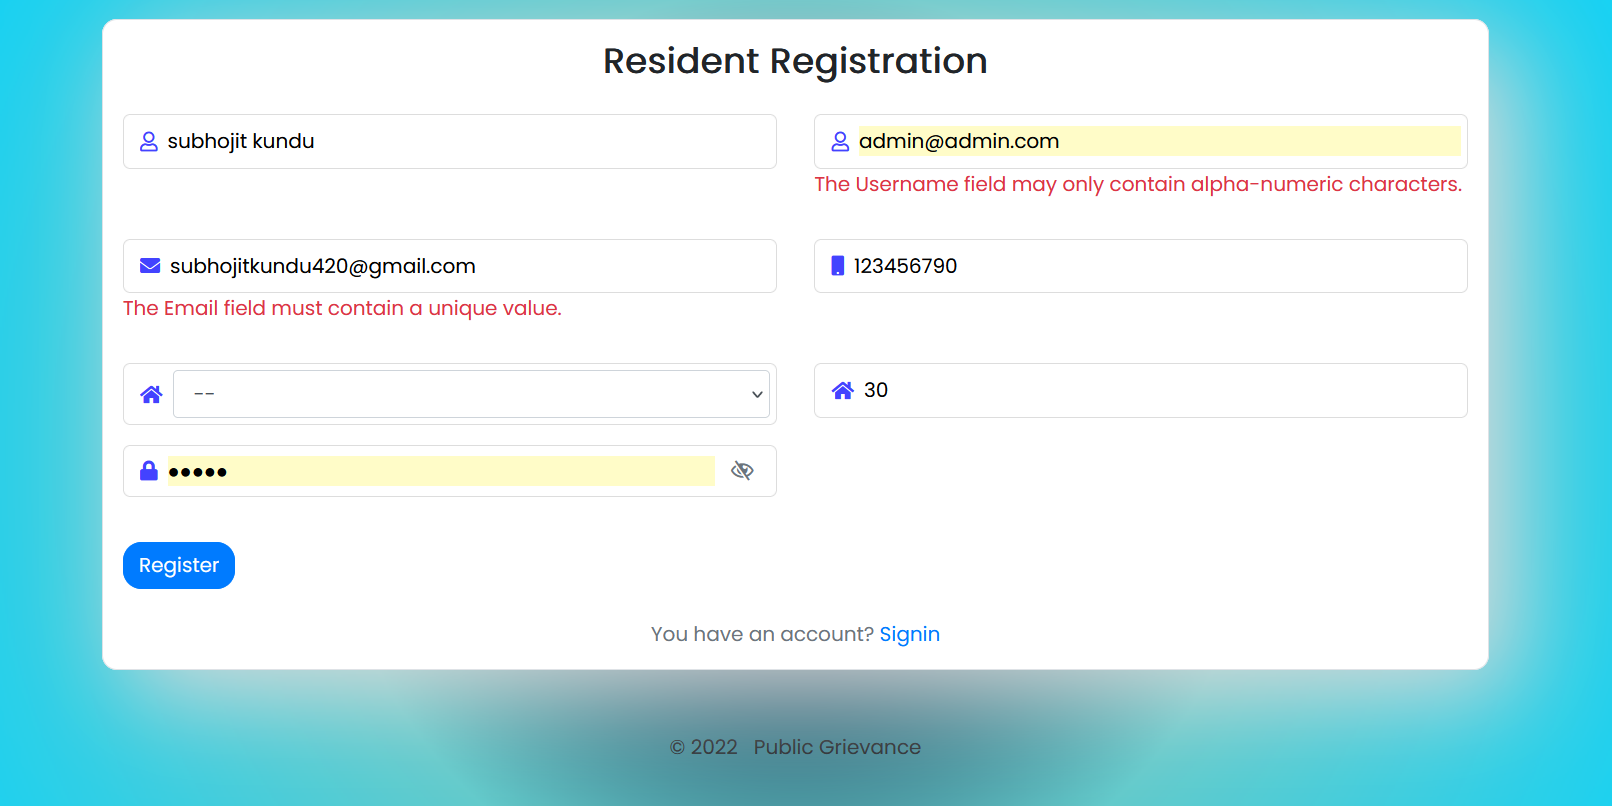 Resident Registration
subhojit kundu
admin@admin.com
The Username field may only contain alpha-numeric characters.
subhojitkundu420@gmail.com
123456790
The Email field must contain a unique value.
--
30
●●●●●
Register
You have an account? Signin
© 2022 Public Grievance